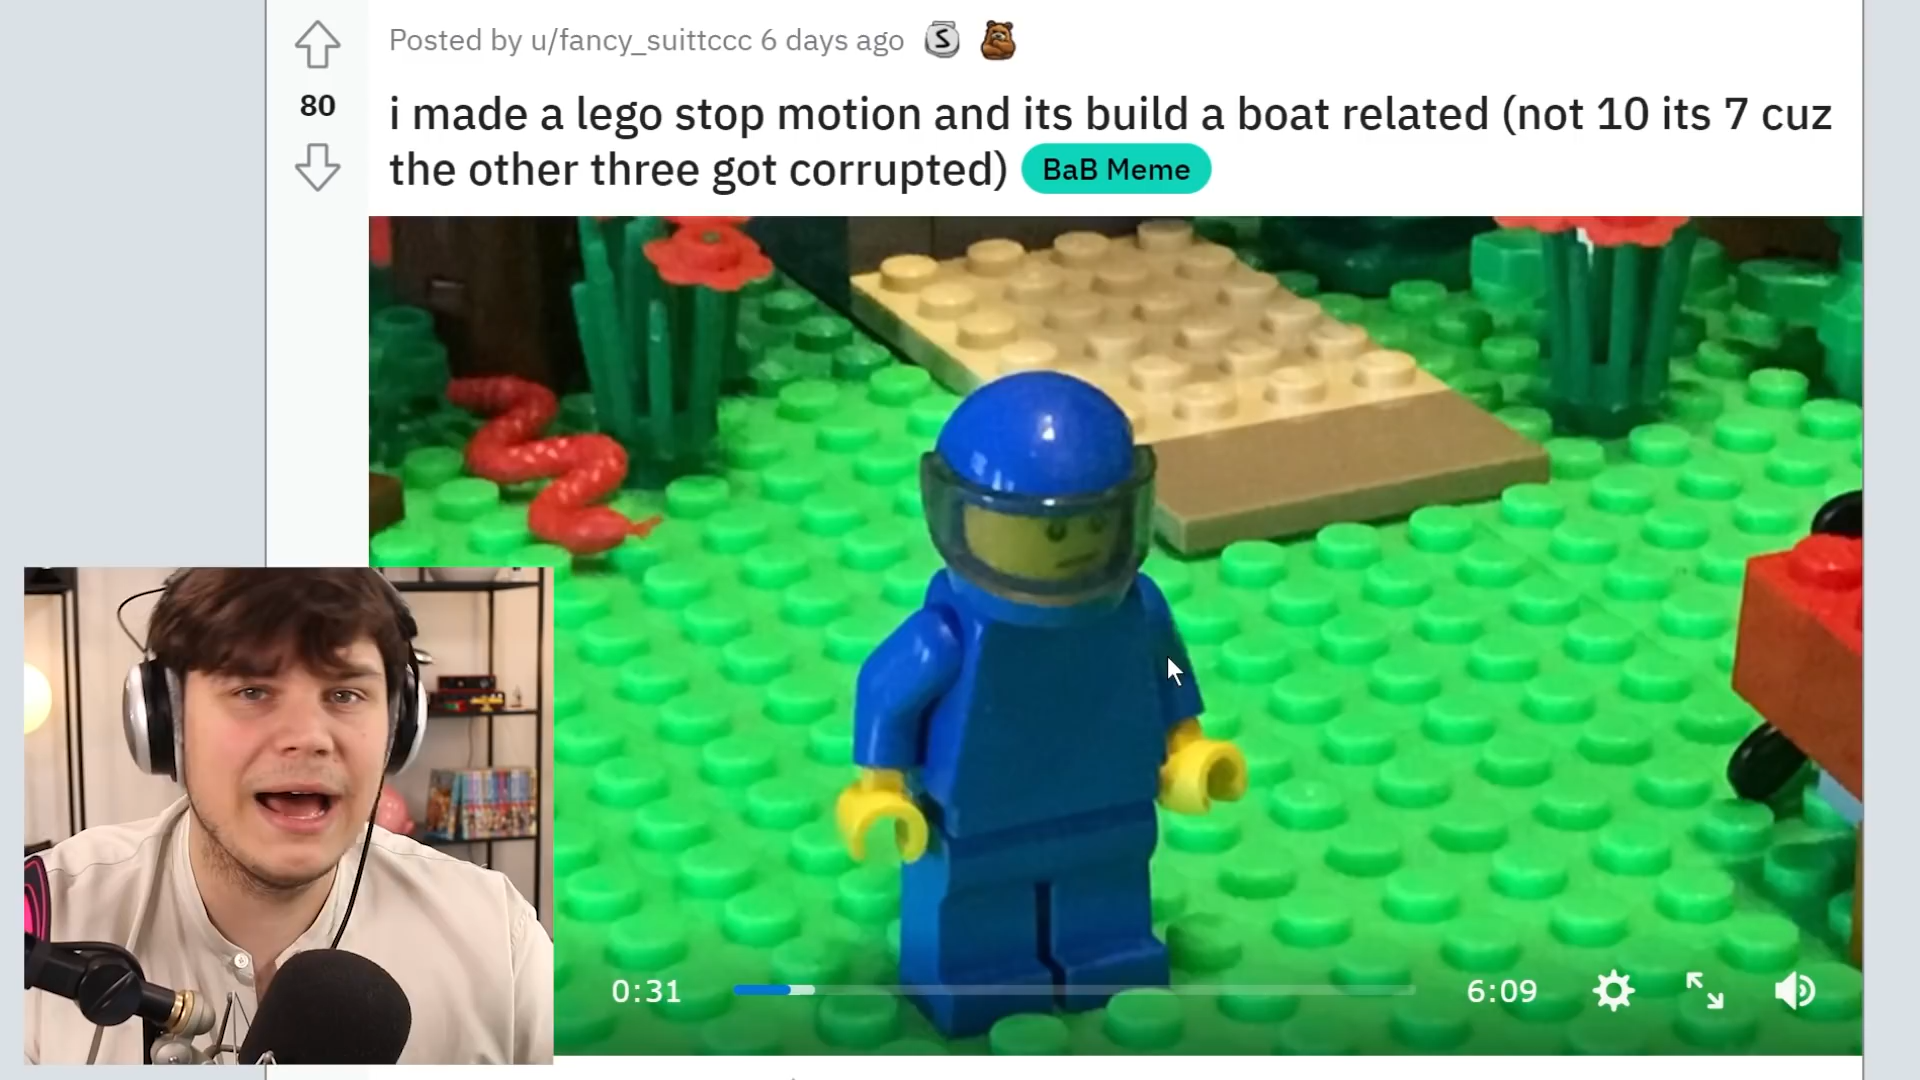 Posted by u/fancy_suittccc 6 days ago
80
i made a lego stop motion and its build a boat related (not 10 its 7 cuz
the other three got corrupted) BaB Meme
0:31
6:09